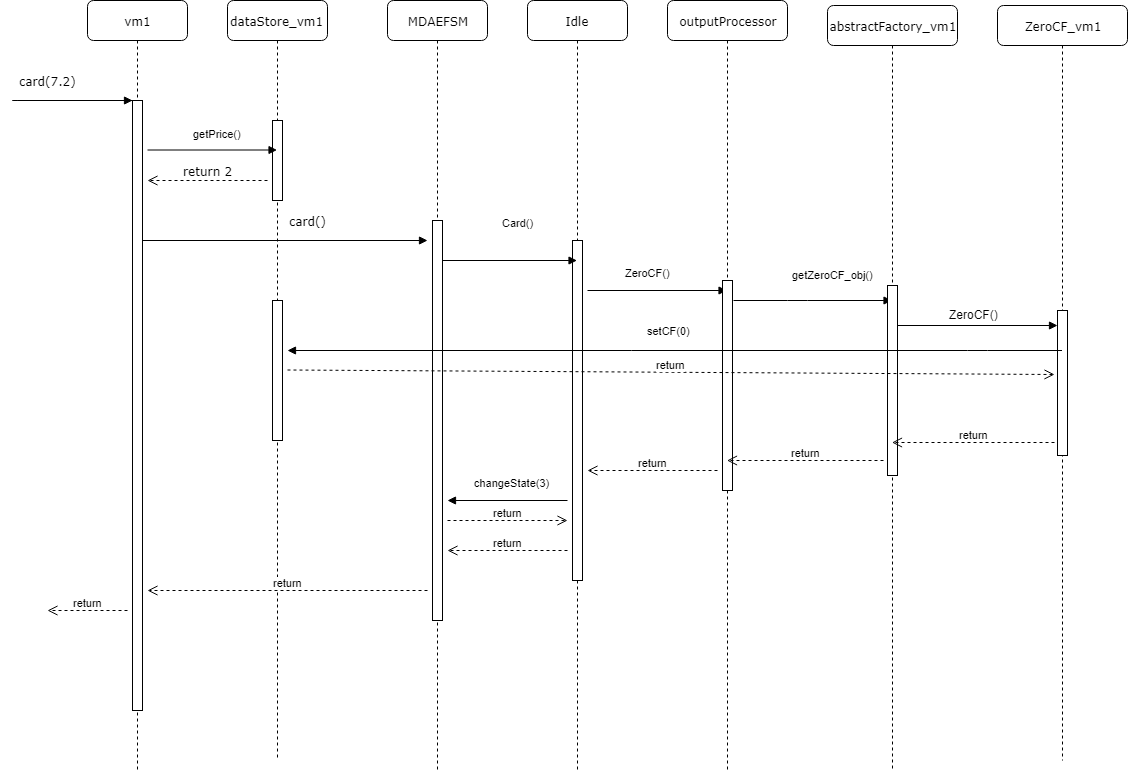 vm1
dataStore_vm1
MDAEFSM
Idle
outputProcessor
abstractFactory_vm1
ZeroCF_vm1
card(7.2)
getPrice()
return 2
card()
Card()
ZeroCF()
getZeroCF_obj()
ZeroCF()
setCF(0)
return
return
return
return
changeState(3)
return
return
return
return